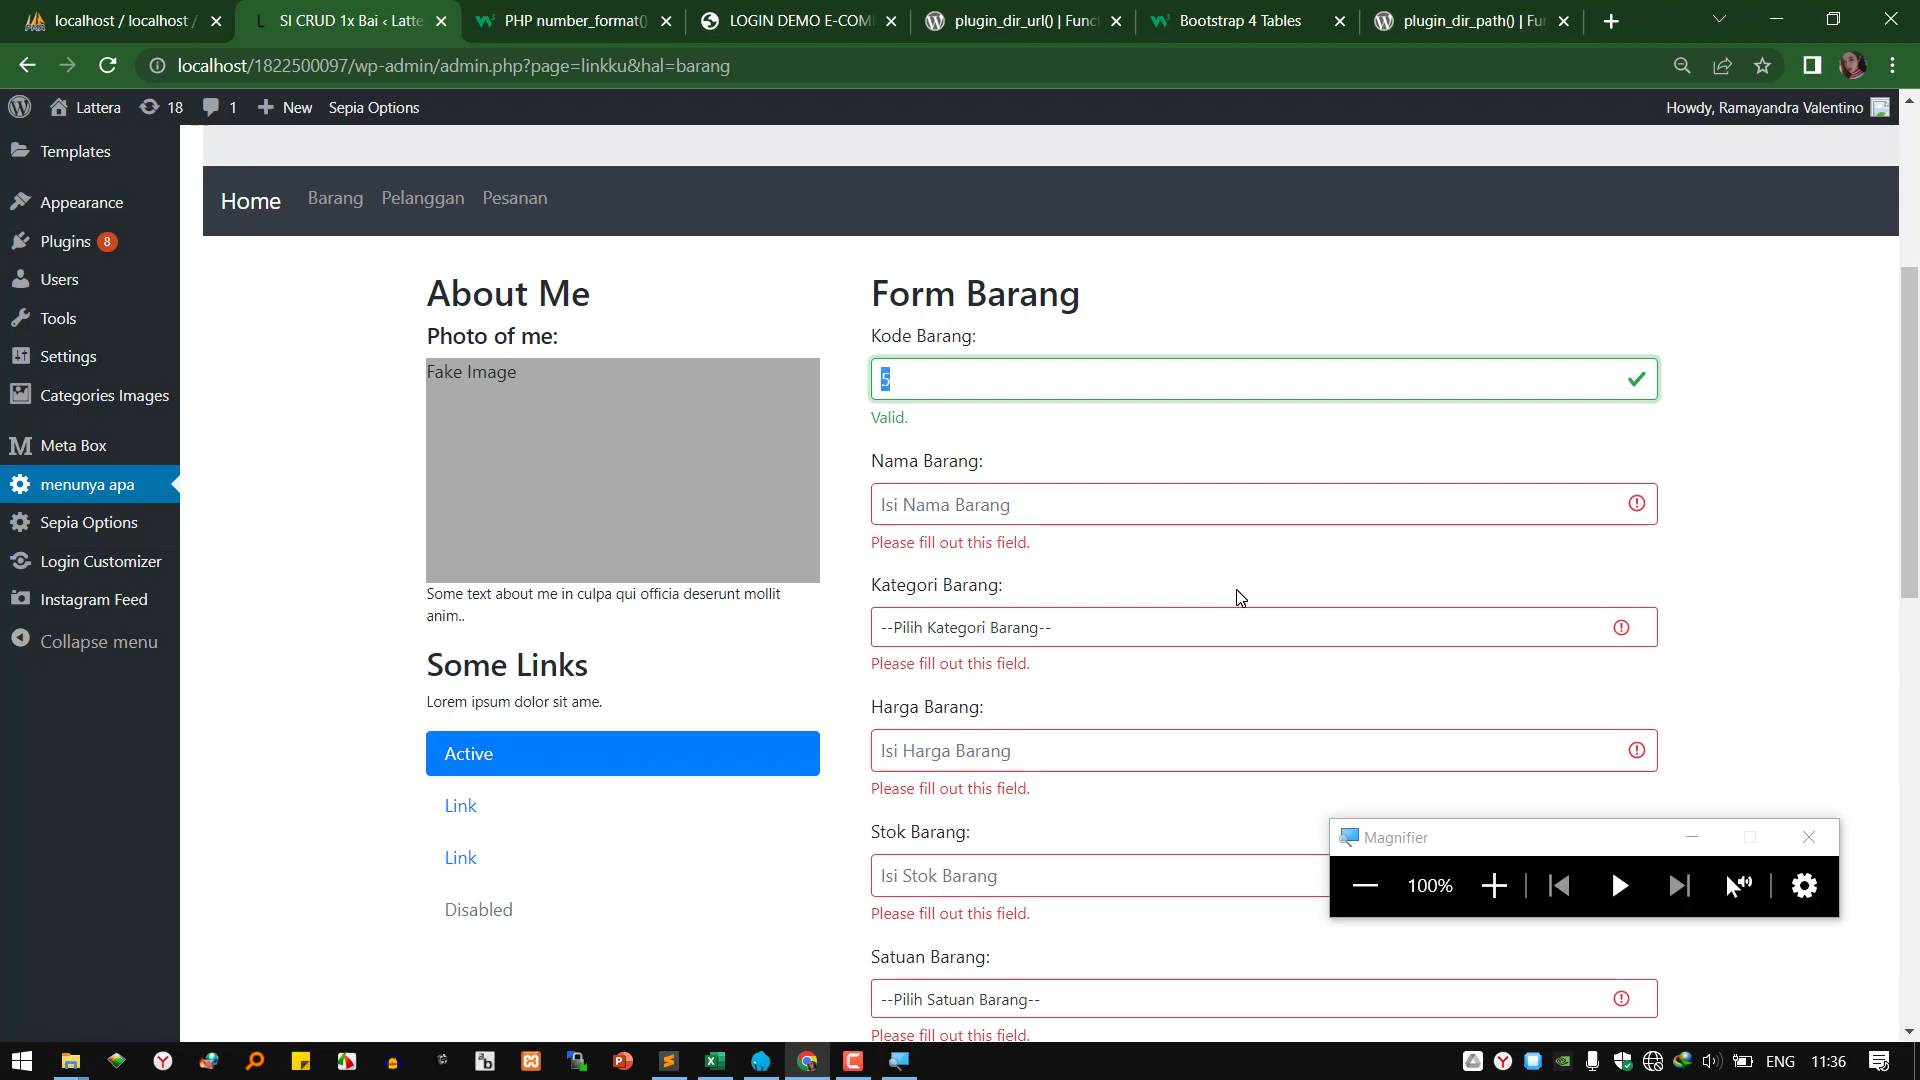 localhost / localhost /
SI CRUD 1x Bai ‹ Latte
PHP number_format()
LOGIN DEMO E-COM
plugin_dir_url() | Func
Bootstrap 4 Tables
plugin_dir_path() | Fu
localhost/1822500097/wp-admin/admin.php?page=linkku&hal=barang
Lattera
18
1
New
Sepia Options
Howdy, Ramayandra Valentino
Templates
Appearance
Plugins 8
Users
Tools
Settings
Categories Images
Meta Box
menunya apa
Sepia Options
Login Customizer
Instagram Feed
Collapse menu
Home
Barang
Pelanggan
Pesanan
About Me
Photo of me:
Fake Image
Some text about me in culpa qui officia deserunt mollit
anim..
Some Links
Lorem ipsum dolor sit ame.
Active
Link
Link
Disabled
Form Barang
Kode Barang:
5
Valid.
Nama Barang:
Isi Nama Barang
Please fill out this field.
Kategori Barang:
--Pilih Kategori Barang--
Please fill out this field.
Harga Barang:
Isi Harga Barang
Please fill out this field.
Stok Barang:
Isi Stok Barang
Please fill out this field.
Satuan Barang:
--Pilih Satuan Barang--
Please fill out this field.
Magnifier
100%
ENG
11:36